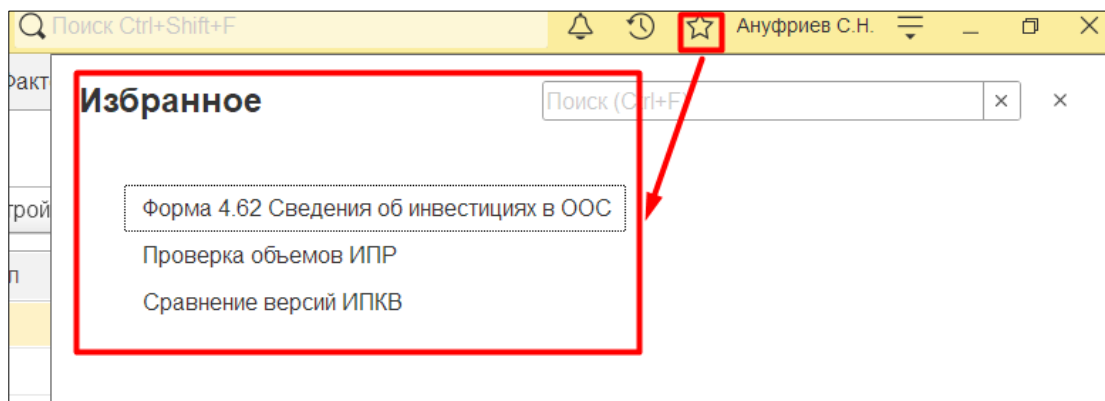 Поиск Ctrl+Shift+F Ануфриев С.Н.
Факт
Избранное Поиск (Ctrl+F)
трой
Форма 4.62 Сведения об инвестициях в ООС
Проверка объемов ИПР
п
Сравнение версий ИПКВ